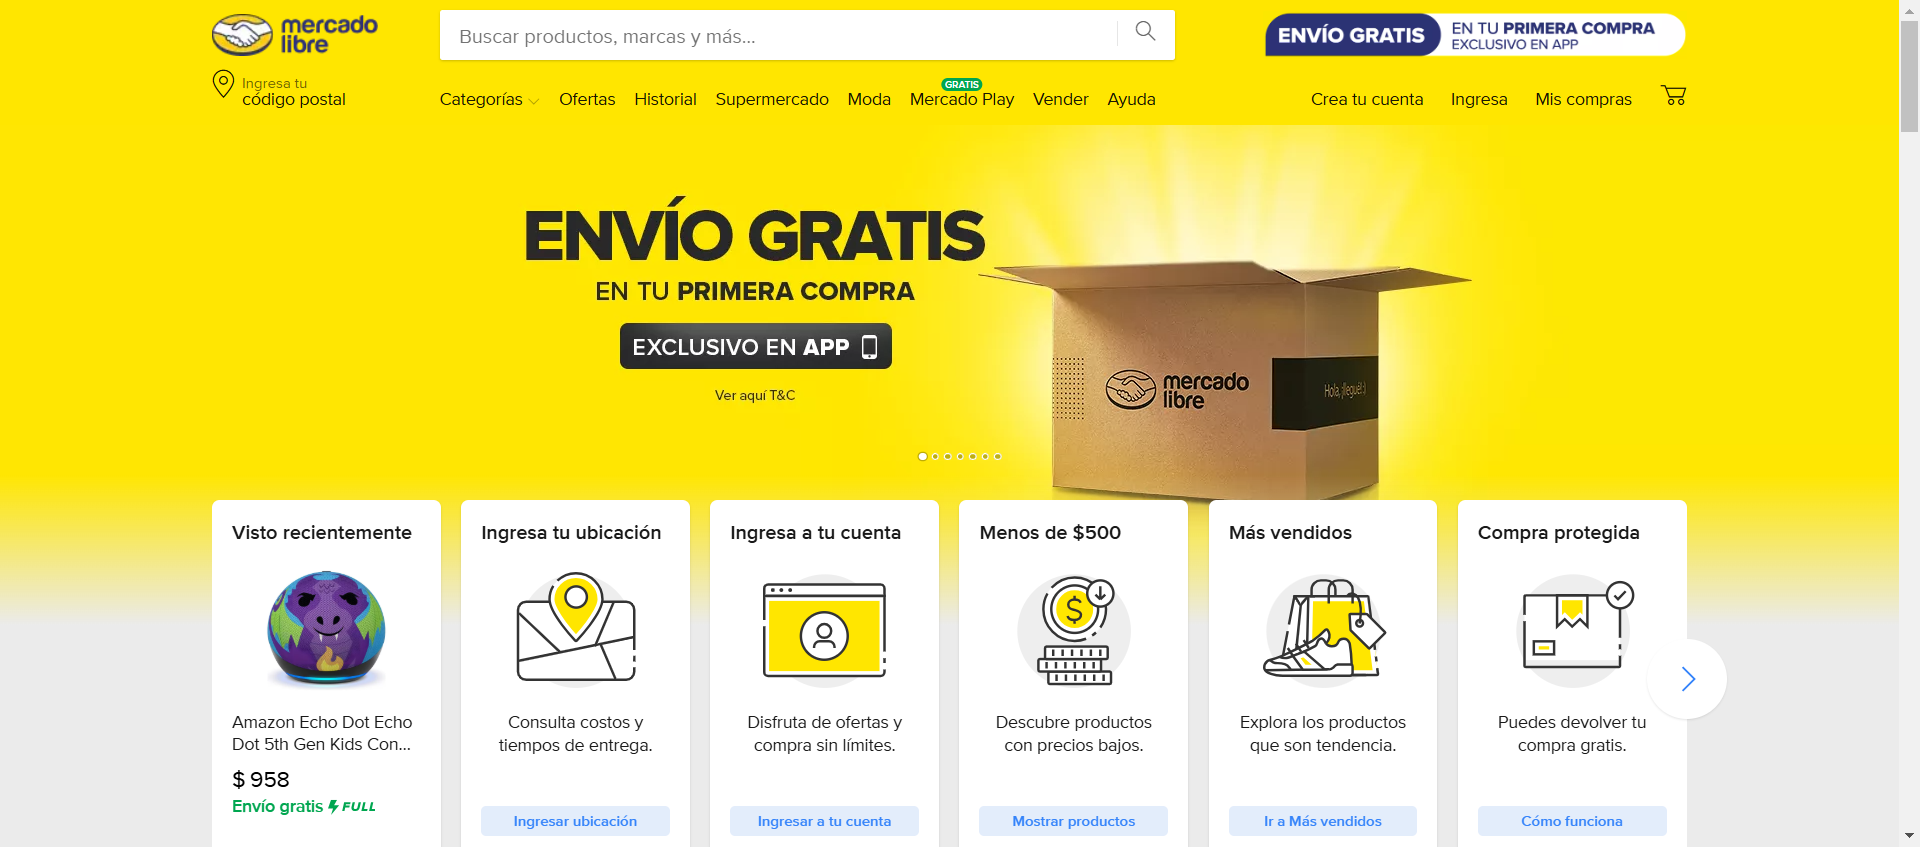 mercado
libre
Buscar productos, marcas y más...
ENVÍO GRATIS
EN TU PRIMERA COMPRA
EXCLUSIVO EN APP
Ingresa tu
código postal
Categorías
Ofertas
Historial
Supermercado
Moda
GRATIS
Mercado Play
Vender
Ayuda
Crea tu cuenta
Ingresa
Mis compras
ENVÍO GRATIS
EN TU PRIMERA COMPRA
EXCLUSIVO EN APP
Ver aquí T&C
mercado
libre
Hola, ¡llegué! :)
Visto recientemente
Amazon Echo Dot Echo
Dot 5th Gen Kids Con...
$ 958
Envío gratis FULL
Ingresa tu ubicación
Consulta costos y
tiempos de entrega.
Ingresar ubicación
Ingresa a tu cuenta
Disfruta de ofertas y
compra sin límites.
Ingresar a tu cuenta
Menos de $500
$
Descubre productos
con precios bajos.
Mostrar productos
Más vendidos
Explora los productos
que son tendencia.
Ir a Más vendidos
Compra protegida
Puedes devolver tu
compra gratis.
Cómo funciona